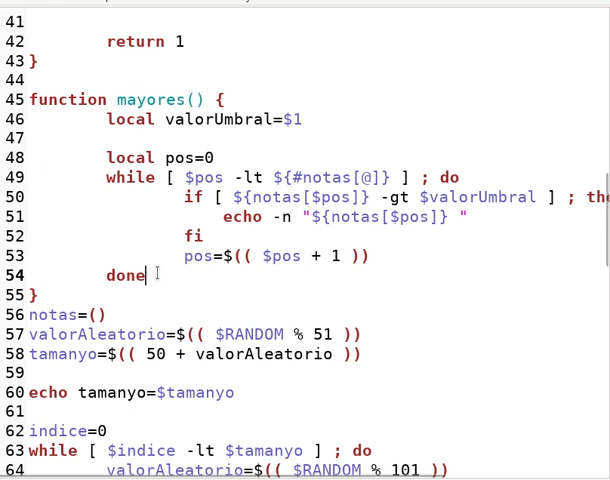 41
42 return 1
43 }
44
45 function mayores() {
46 local valorUmbral=$1
47
48 local pos=0
49 while [ $pos -lt ${#notas[@]} ] ; do
50 if [ ${notas[$pos]} -gt $valorUmbral ] ; the
51 echo -n "${notas[$pos]} "
52 fi
53 pos=$(( $pos + 1 ))
54 done
55 }
56 notas=()
57 valorAleatorio=$(( $RANDOM % 51 ))
58 tamanyo=$(( 50 + valorAleatorio ))
59
60 echo tamanyo=$tamanyo
61
62 indice=0
63 while [ $indice -lt $tamanyo ] ; do
64 valorAleatorio=$(( $RANDOM % 101 ))